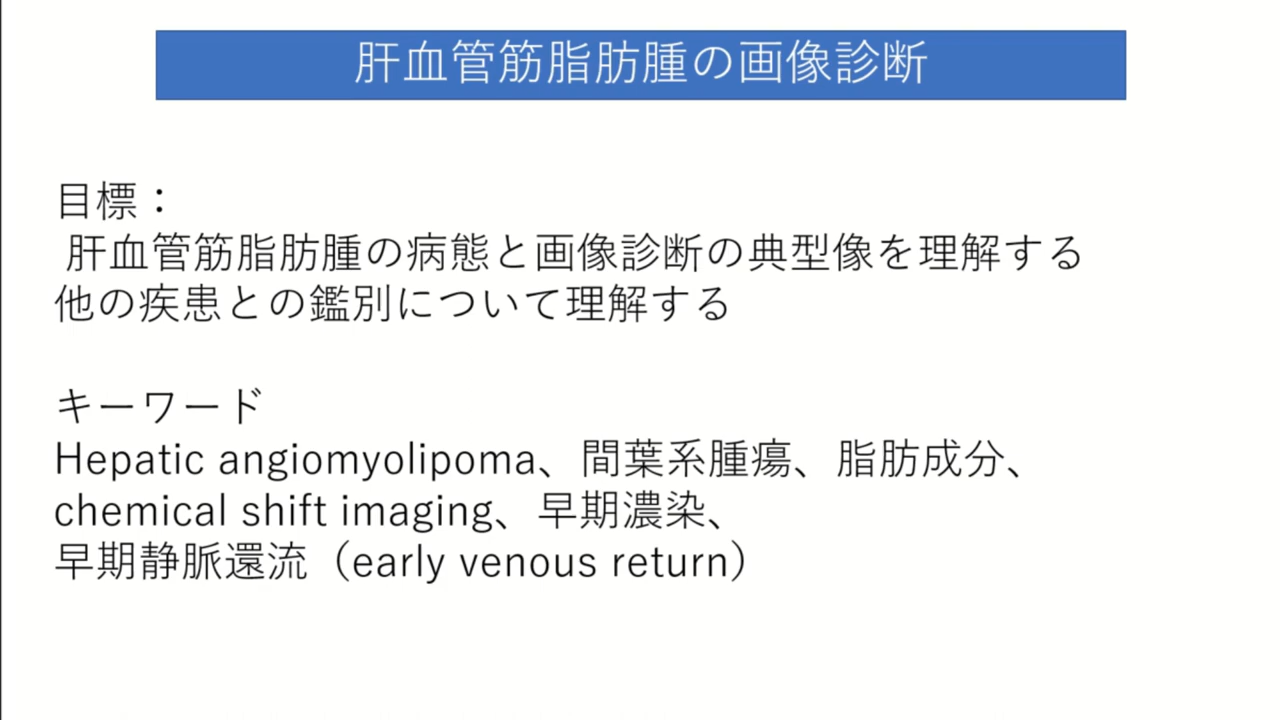 肝血管筋脂肪腫の画像診断
目標：
肝血管筋脂肪腫の病態と画像診断の典型像を理解する
他の疾患との鑑別について理解する
キーワード
Hepatic angiomyolipoma、間葉系腫瘍、脂肪成分、
chemical shift imaging、早期濃染、
早期静脈還流（early venous return）